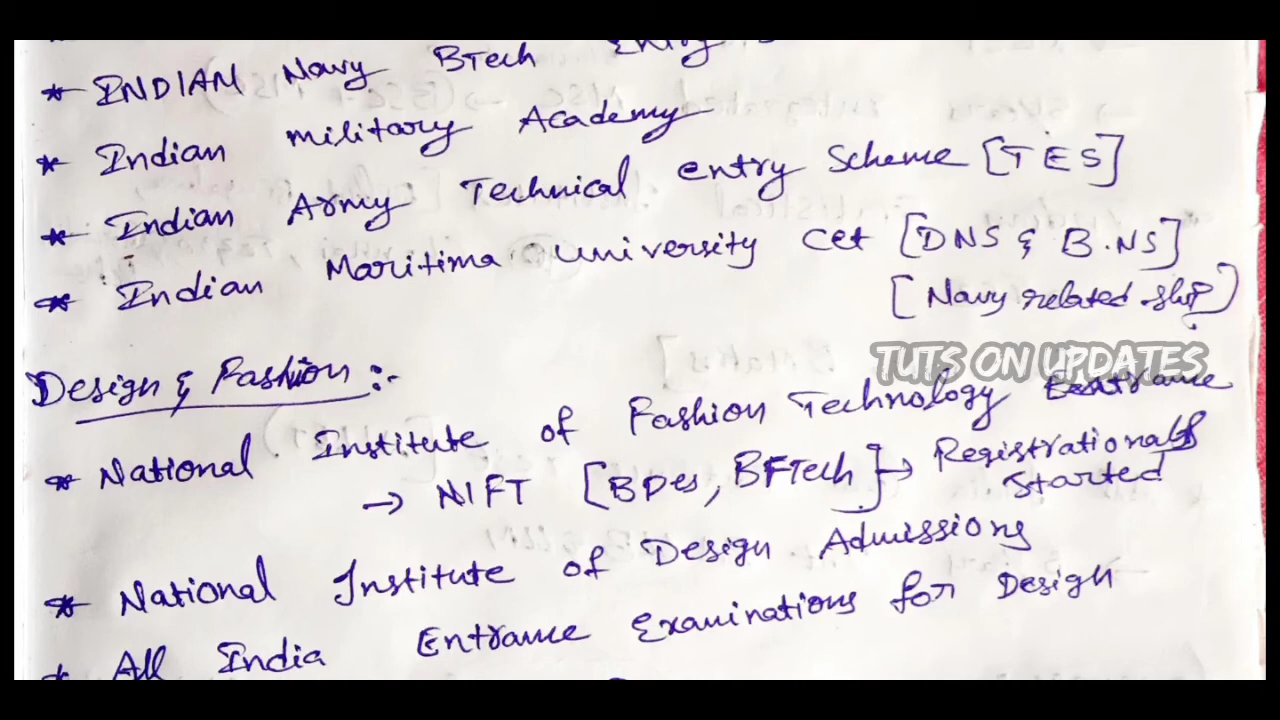 * INDIAN Navy BTech Entry
* Indian military Academy
* Indian Army Technical entry Scheme [TES]
* Indian Maritima university cet [DNS & B.NS]
[Navy related ship)
TUTS ON UPDATES
Design & Fashion :-
* National Institute of Fashion Technology Entrance
→ NIFT [BDes, BFTech] → Registrations
Started
* National Institute of Design Admissions
* All India Entrance Examinations for Design